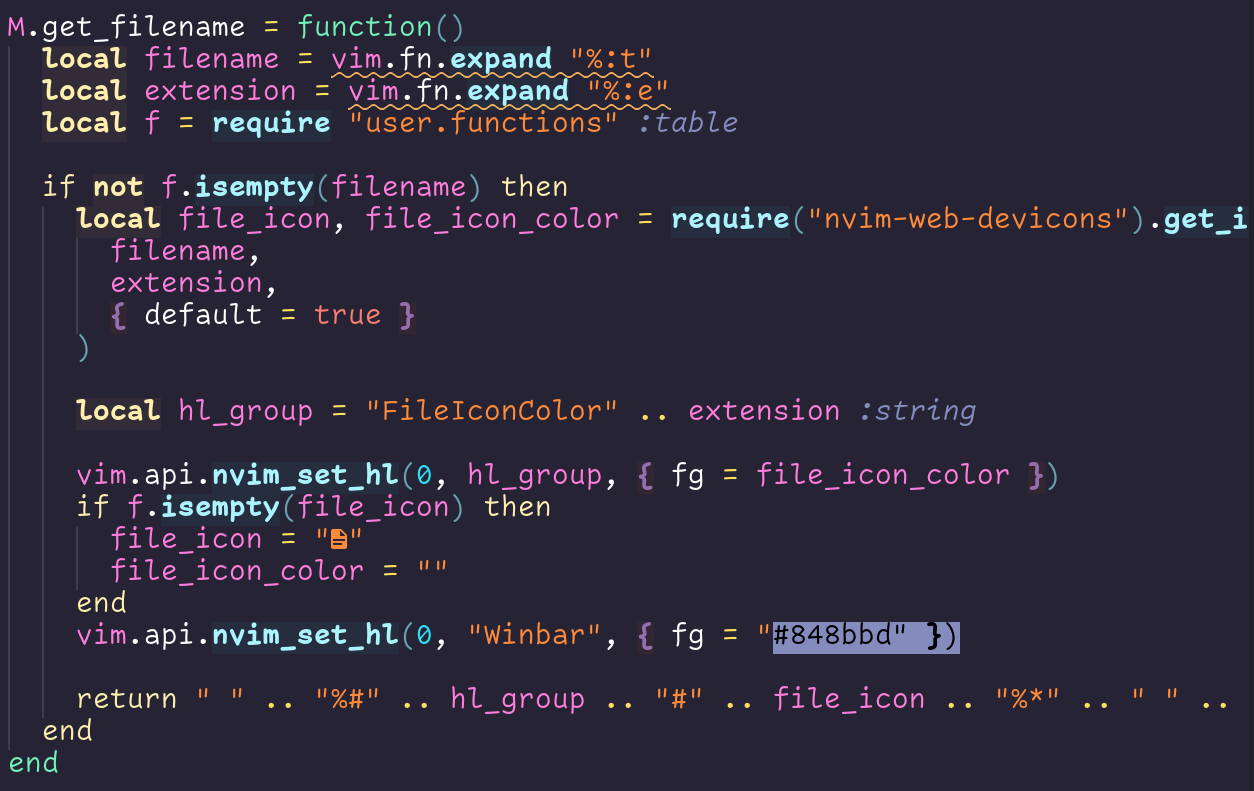 M.get_filename = function()
  local filename = vim.fn.expand "%:t"
  local extension = vim.fn.expand "%:e"
  local f = require "user.functions" :table

  if not f.isempty(filename) then
    local file_icon, file_icon_color = require("nvim-web-devicons").get_i
      filename,
      extension,
      { default = true }
    )

    local hl_group = "FileIconColor" .. extension :string

    vim.api.nvim_set_hl(0, hl_group, { fg = file_icon_color })
    if f.isempty(file_icon) then
      file_icon = ""
      file_icon_color = ""
    end
    vim.api.nvim_set_hl(0, "Winbar", { fg = "#848bbd" })

    return " " .. "%#" .. hl_group .. "#" .. file_icon .. "%*" .. " " ..
  end
end